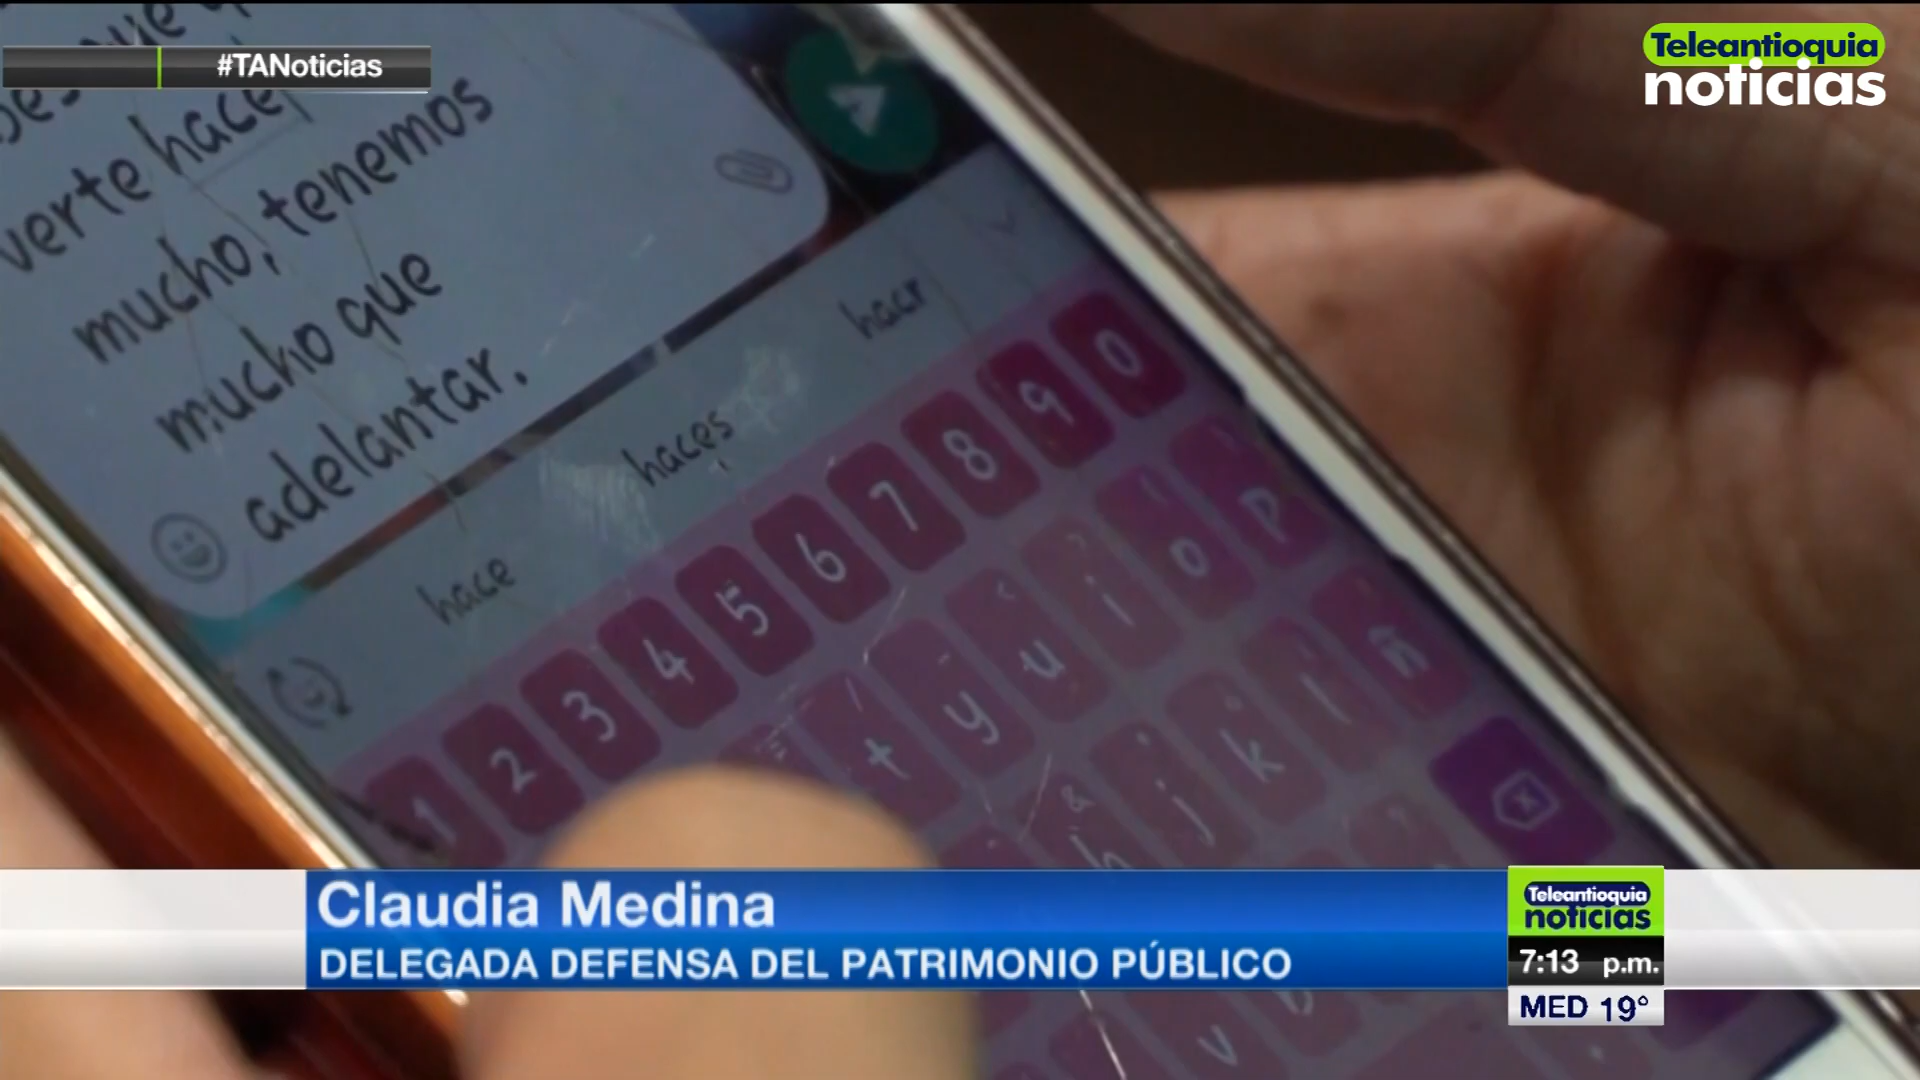 #TANoticias
Teleantioquia
noticias
verte hace
mucho, tenemos
mucho que
adelantar.
hace haces hacr
1 2 3 4 5 6 7 8 9 0
t y u i o p
h j k l ñ
v b
Claudia Medina
DELEGADA DEFENSA DEL PATRIMONIO PÚBLICO
Teleantioquia
noticias
7:13 p.m.
MED 19°